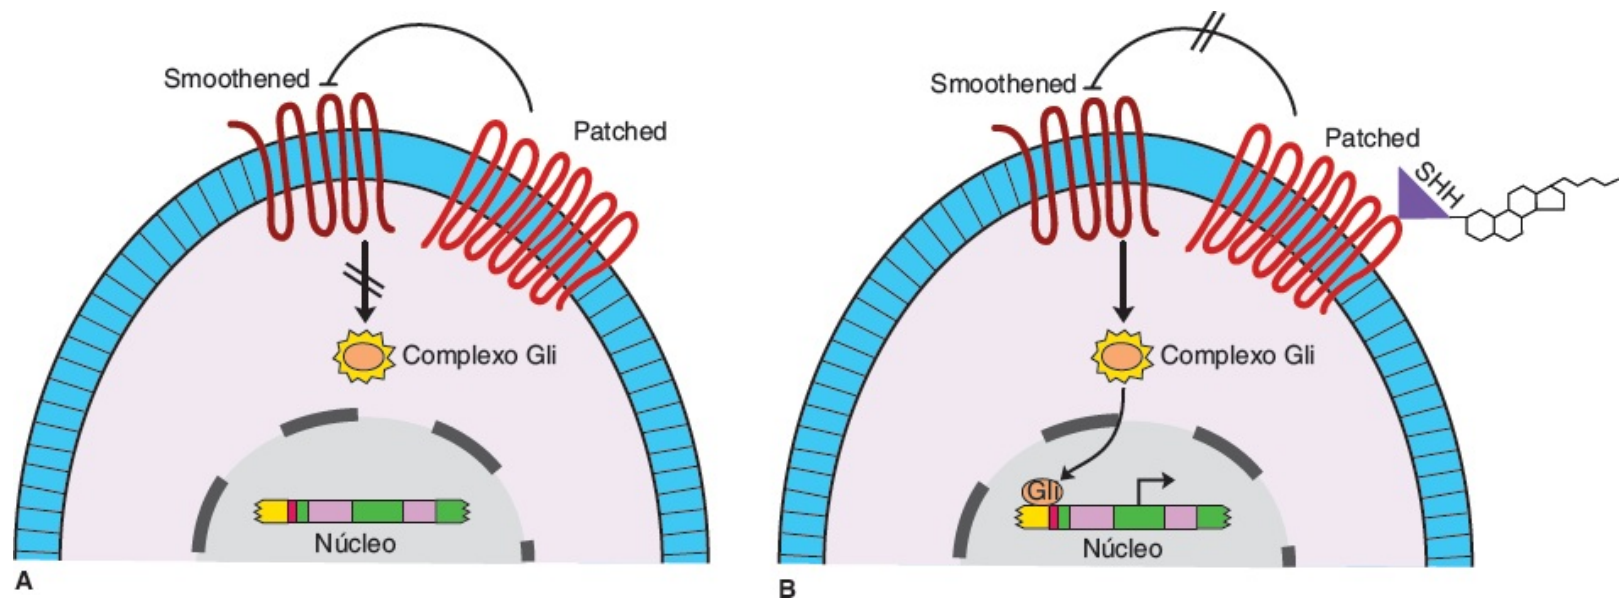 Smoothened
Patched
Complexo Gli
Núcleo
A
Smoothened
Patched
SHH
Complexo Gli
Gli
Núcleo
B